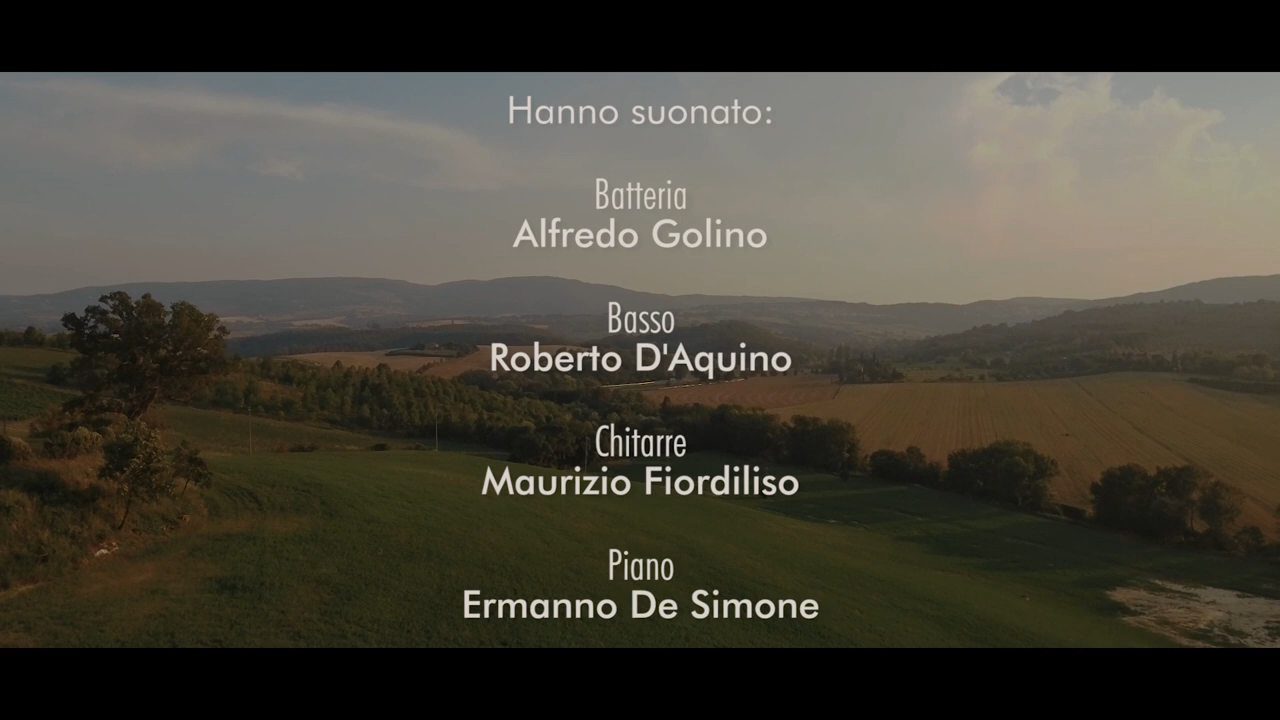 Hanno suonato:
Batteria
Alfredo Golino
Basso
Roberto D'Aquino
Chitarre
Maurizio Fiordiliso
Piano
Ermanno De Simone